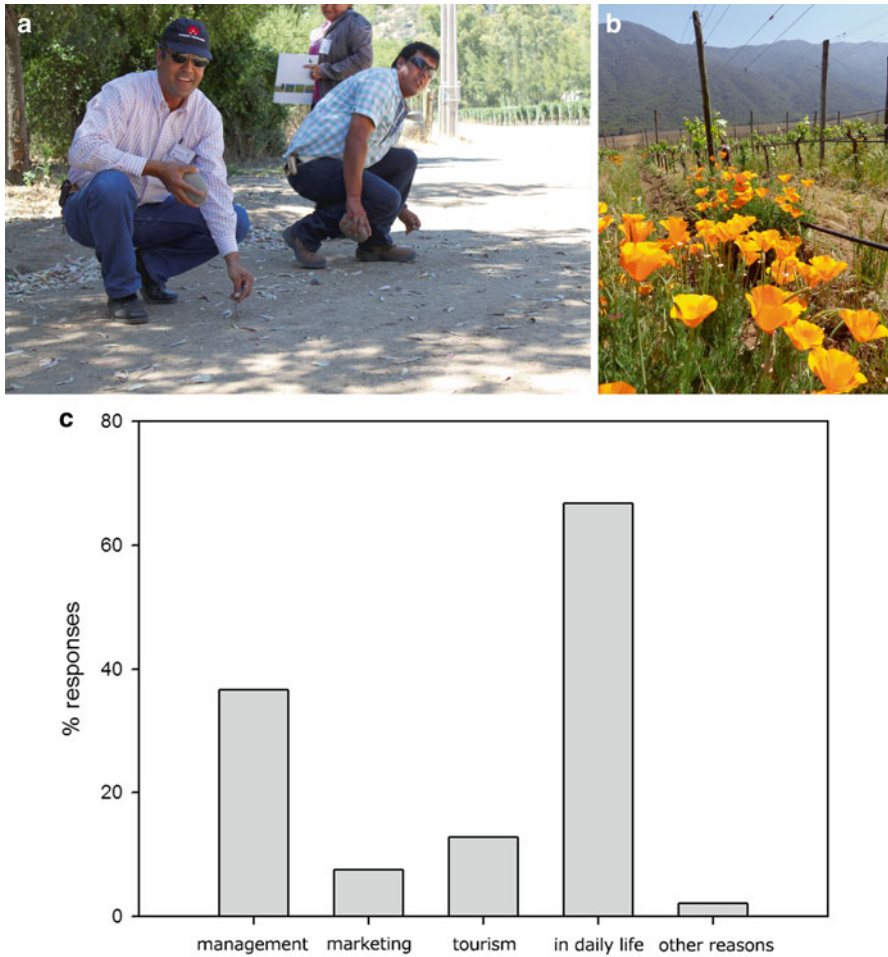 a
b
c
80
60
40
20
0
% responses
management marketing tourism in daily life other reasons